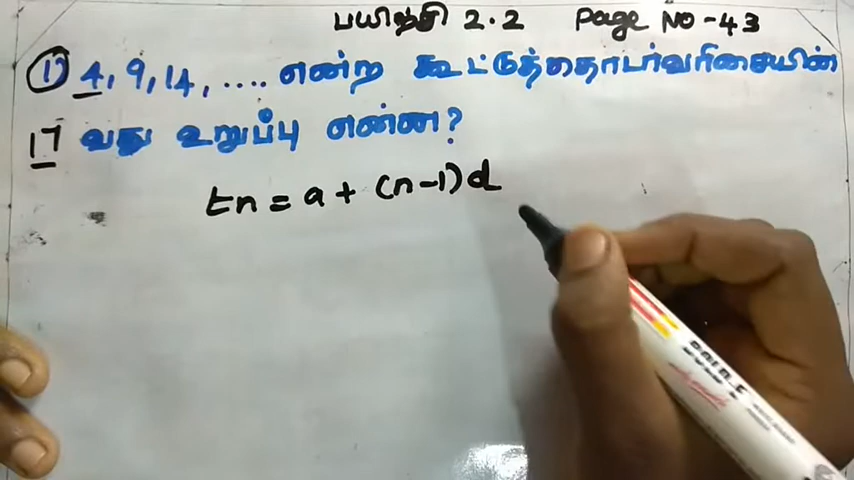 பயிற்சி 2.2 Page No -43
1) 4, 9, 14, .... என்ற கூட்டுத்தொடர்வரிசையின்
17 வது உறுப்பு என்ன?
tn = a + (n-1)d